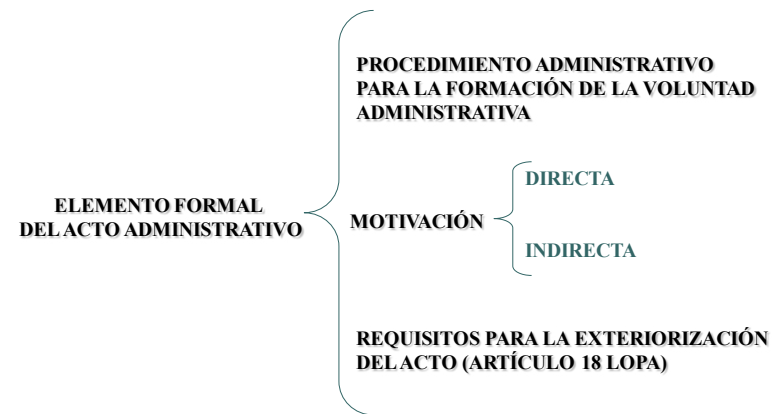 PROCEDIMIENTO ADMINISTRATIVO
PARA LA FORMACIÓN DE LA VOLUNTAD
ADMINISTRATIVA
ELEMENTO FORMAL
DEL ACTO ADMINISTRATIVO
MOTIVACIÓN
DIRECTA
INDIRECTA
REQUISITOS PARA LA EXTERIORIZACIÓN
DEL ACTO (ARTÍCULO 18 LOPA)